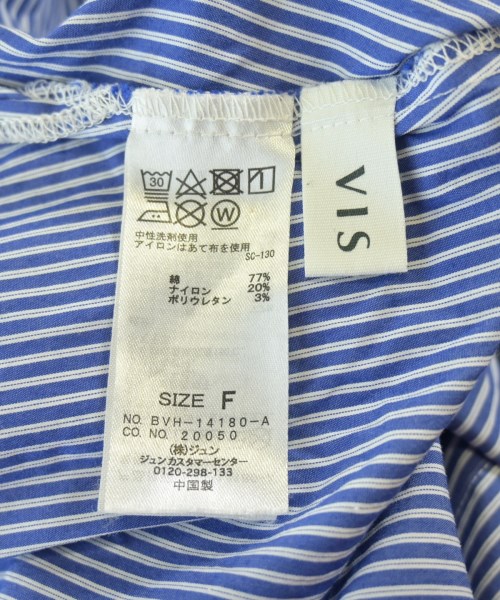 30
中性洗剤使用
アイロンはあて布を使用
SC-130
綿 77%
ナイロン 20%
ポリウレタン 3%
SIZE F
NO. BVH-14180-A
CO. NO. 20050
(株)ジュン
ジュンカスタマーセンター
0120-298-133
中国製
VIS